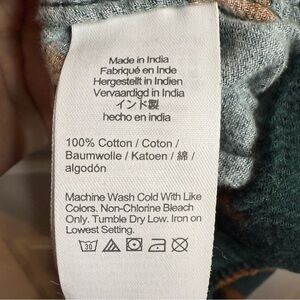 Made in India
Fabriqué en Inde
Hergestellt in Indien
Vervaardigd in India
インド製
hecho en india
100% Cotton / Coton /
Baumwolle / Katoen / 綿 /
algodón
Machine Wash Cold With Like
Colors. Non-Chlorine Bleach
Only. Tumble Dry Low. Iron on
Lowest Setting.
30